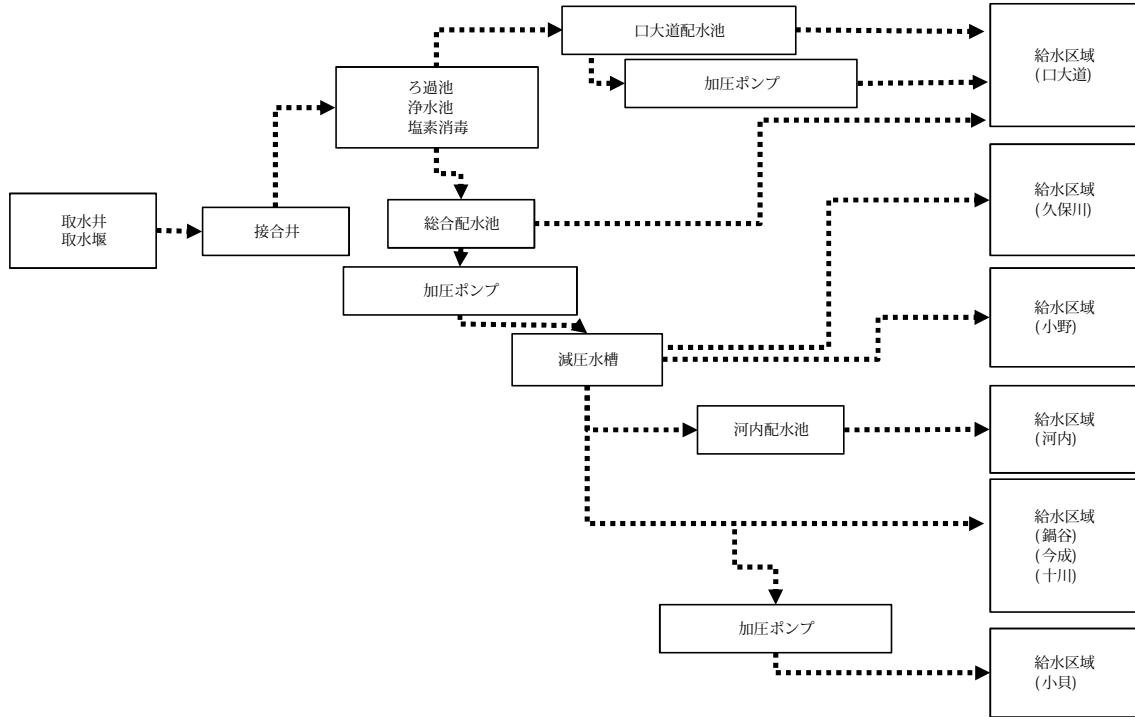 口大道配水池
給水区域
(口大道)
加圧ポンプ
ろ過池
浄水池
塩素消毒
取水井
取水堰
接合井
総合配水池
給水区域
(久保川)
加圧ポンプ
給水区域
(小野)
減圧水槽
河内配水池
給水区域
(河内)
給水区域
(鍋谷)
(今成)
(十川)
加圧ポンプ
給水区域
(小貝)